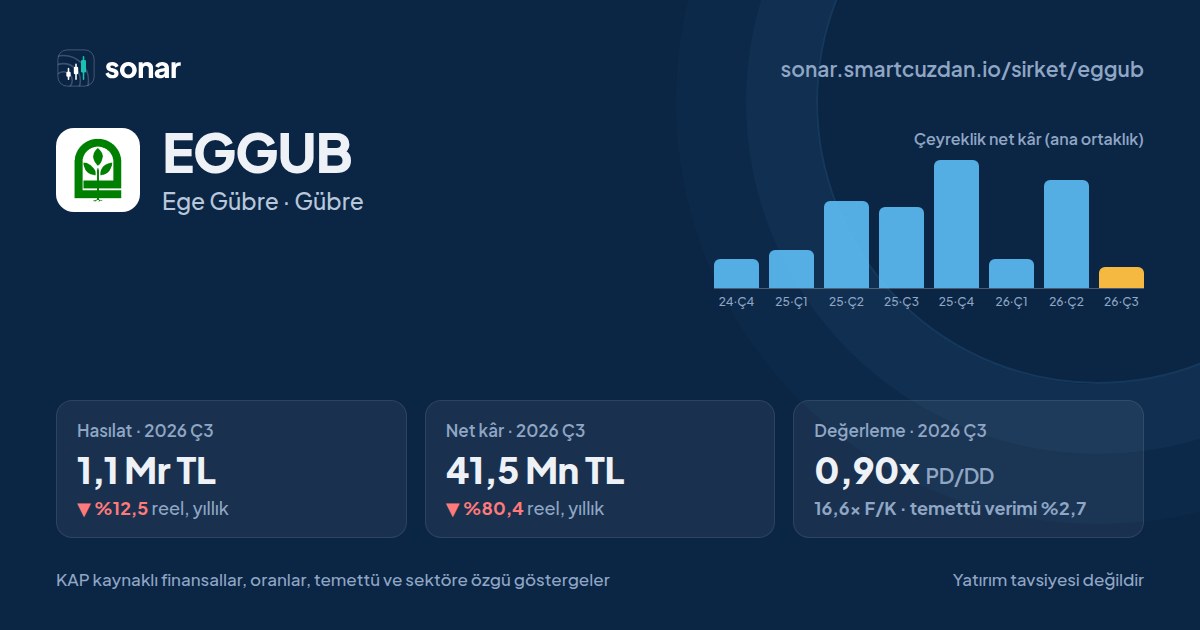 sonar
sonar.smartcuzdan.io/sirket/eggub
EGGUB
Ege Gübre · Gübre
Çeyreklik net kâr (ana ortaklık)
24-Ç4 25-Ç1 25-Ç2 25-Ç3 25-Ç4 26-Ç1 26-Ç2 26-Ç3
Hasılat · 2026 Ç3
1,1 Mr TL
▼ %12,5 reel, yıllık
Net kâr · 2026 Ç3
41,5 Mn TL
▼ %80,4 reel, yıllık
Değerleme · 2026 Ç3
0,90x PD/DD
16,6x F/K · temettü verimi %2,7
KAP kaynaklı finansallar, oranlar, temettü ve sektöre özgü göstergeler
Yatırım tavsiyesi değildir